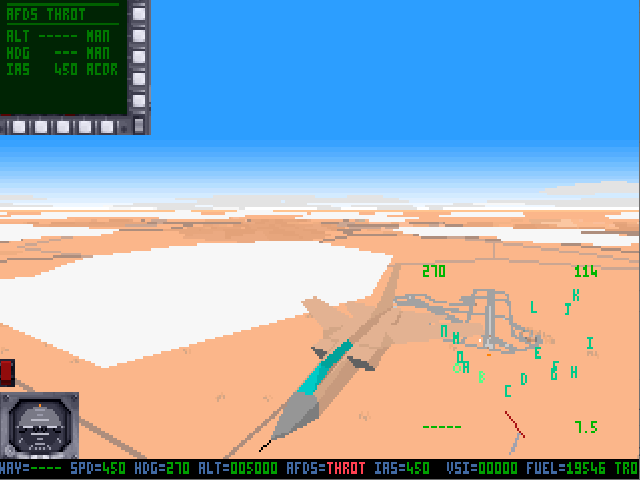 AFDS THROT
ALT ----- MAN
HDG --- MAN
IAS 450 ACDR
270 114
K
L J
N M I
E
O A F
B D G H
C
----- 7.5
WAY=---- SPD=450 HDG=270 ALT=005000 AFDS=THROT IAS=450 VSI=00000 FUEL=19546 TRO